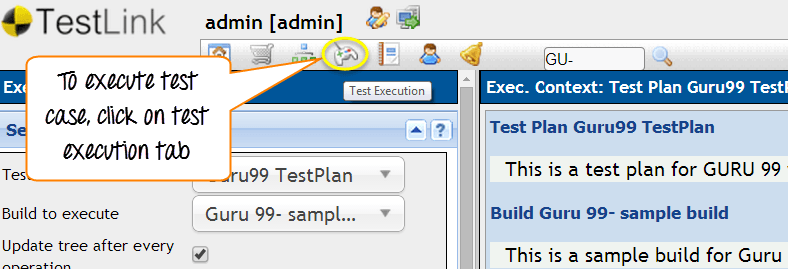 TestLink
admin [admin]
GU-
Exe
Exec. Context: Test Plan Guru99 TestP
To execute test
case, click on test
execution tab
Test Execution
Se
Test Plan Guru99 TestPlan
This is a test plan for GURU 99
Test
Guru99 TestPlan
Build to execute
Guru 99- sampl...
Build Guru 99- sample build
Update tree after every
operation
This is a sample build for Guru